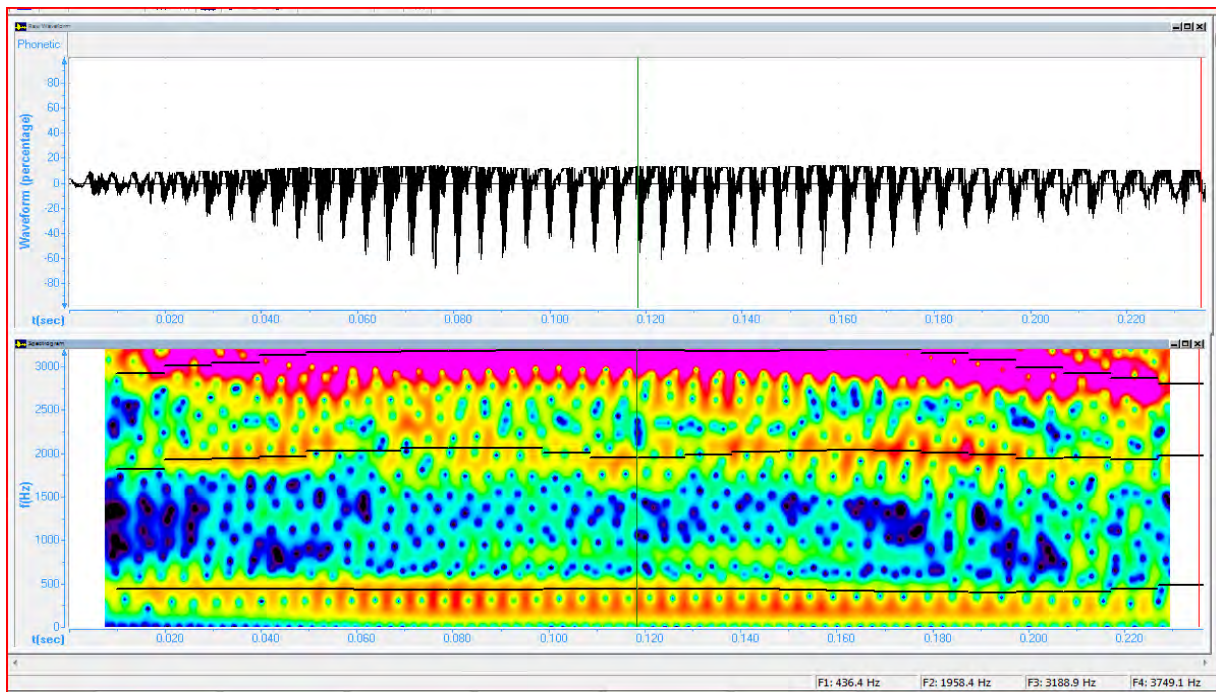 Raw Waveform
Phonetic
Waveform (percentage)
80
60
40
20
0
-20
-40
-60
-80
t(sec) 0.020 0.040 0.060 0.080 0.100 0.120 0.140 0.160 0.180 0.200 0.220
Spectrogram
f(Hz)
3000
2500
2000
1500
1000
500
0
t(sec) 0.020 0.040 0.060 0.080 0.100 0.120 0.140 0.160 0.180 0.200 0.220
F1: 436.4 Hz F2: 1958.4 Hz F3: 3188.9 Hz F4: 3749.1 Hz